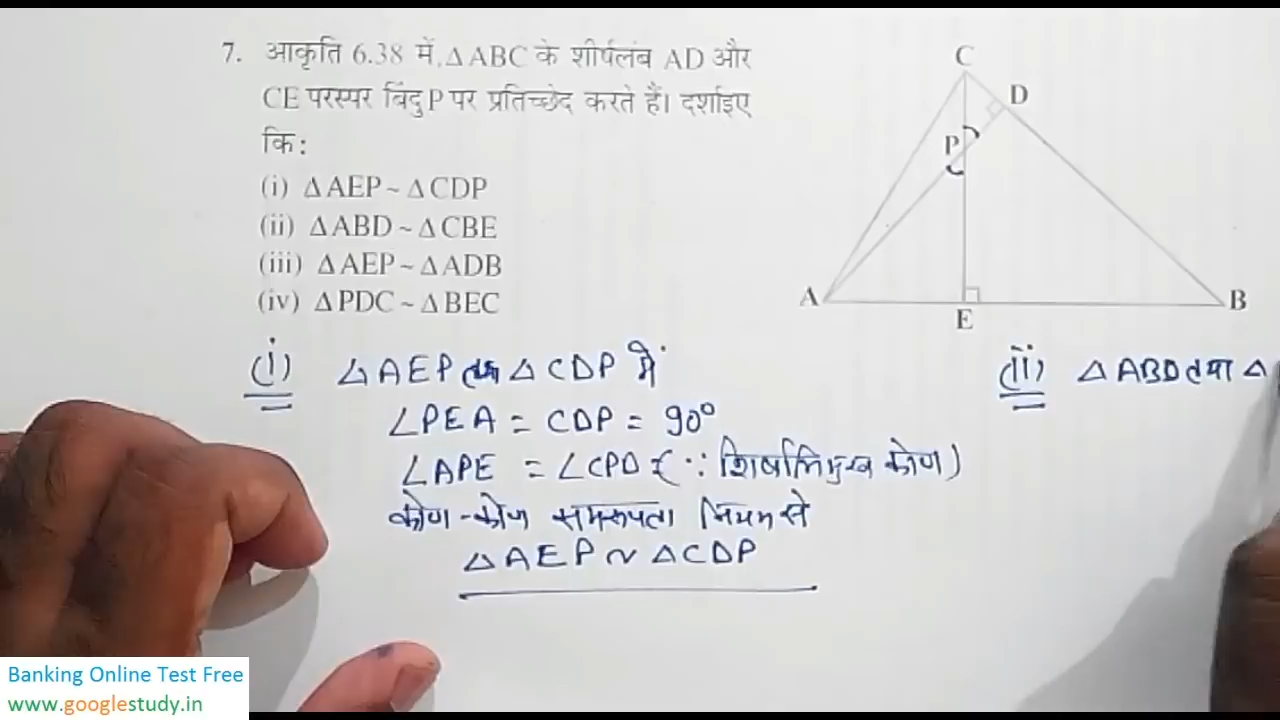 7. आकृति 6.38 में, Δ ABC के शीर्षलंब AD और
CE परस्पर बिंदु P पर प्रतिच्छेद करते हैं। दर्शाइए
कि:
(i) Δ AEP ~ Δ CDP
(ii) Δ ABD ~ Δ CBE
(iii) Δ AEP ~ Δ ADB
(iv) Δ PDC ~ Δ BEC
C
D
P
A
B
E
(i) Δ AEP तथा Δ CDP में
∠PEA = CDP = 90°
∠APE = ∠CPD (∵ शिर्षाभिमुख कोण)
कोण-कोण समरूपता नियम से
Δ AEP ~ Δ CDP
(ii) Δ ABD तथा Δ
Banking Online Test Free
www.googlestudy.in